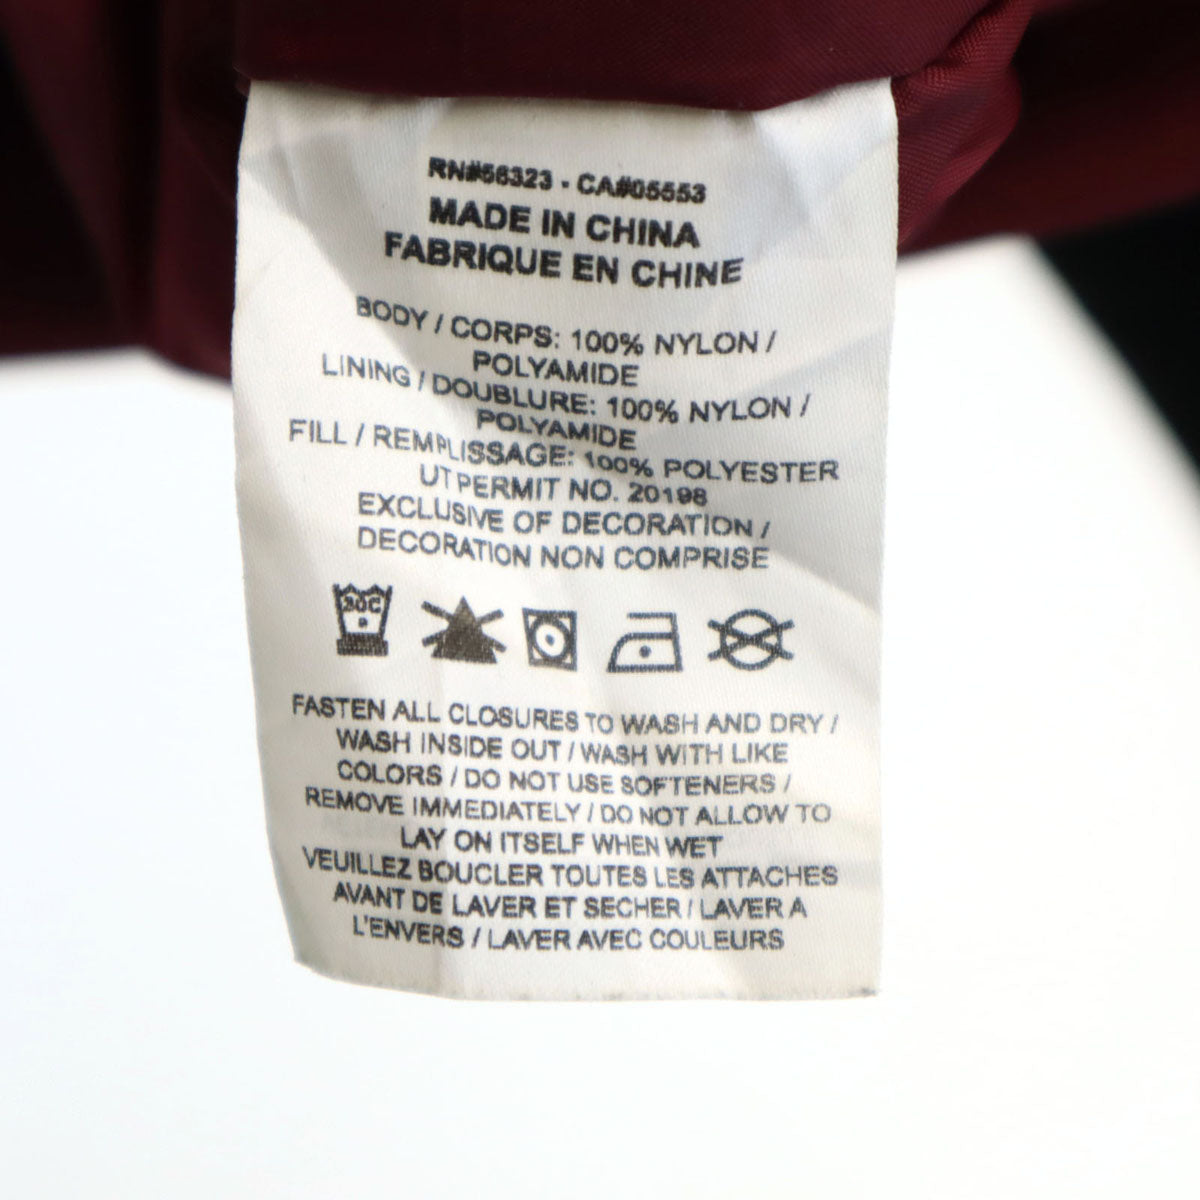 RN#56323 - CA#05553
MADE IN CHINA
FABRIQUE EN CHINE
BODY / CORPS: 100% NYLON /
POLYAMIDE
LINING / DOUBLURE: 100% NYLON /
POLYAMIDE
FILL / REMPLISSAGE: 100% POLYESTER
UT PERMIT NO. 20198
EXCLUSIVE OF DECORATION /
DECORATION NON COMPRISE
30C
FASTEN ALL CLOSURES TO WASH AND DRY /
WASH INSIDE OUT / WASH WITH LIKE
COLORS / DO NOT USE SOFTENERS /
REMOVE IMMEDIATELY / DO NOT ALLOW TO
LAY ON ITSELF WHEN WET
VEUILLEZ BOUCLER TOUTES LES ATTACHES
AVANT DE LAVER ET SECHER / LAVER A
L'ENVERS / LAVER AVEC COULEURS